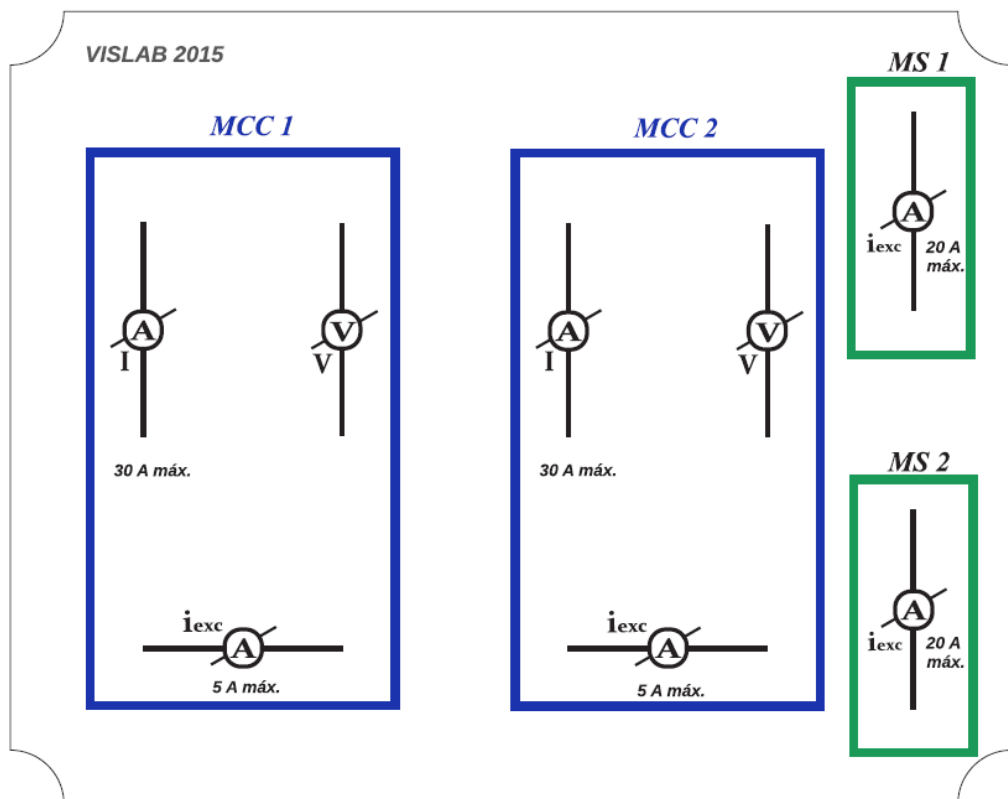 VISLAB 2015
MCC 1
A
I
V
V
30 A máx.
iexc
A
5 A máx.
MCC 2
A
I
V
V
30 A máx.
iexc
A
5 A máx.
MS 1
A
iexc
20 A
máx.
MS 2
A
iexc
20 A
máx.